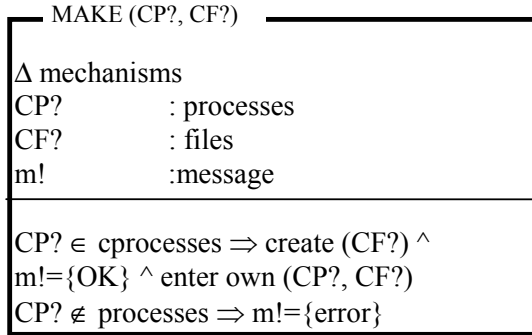 MAKE (CP?, CF?)
Δ mechanisms
CP? : processes
CF? : files
m! :message
CP? ∈ cprocesses ⇒ create (CF?) ^
m!={OK} ^ enter own (CP?, CF?)
CP? ∉ processes ⇒ m!={error}